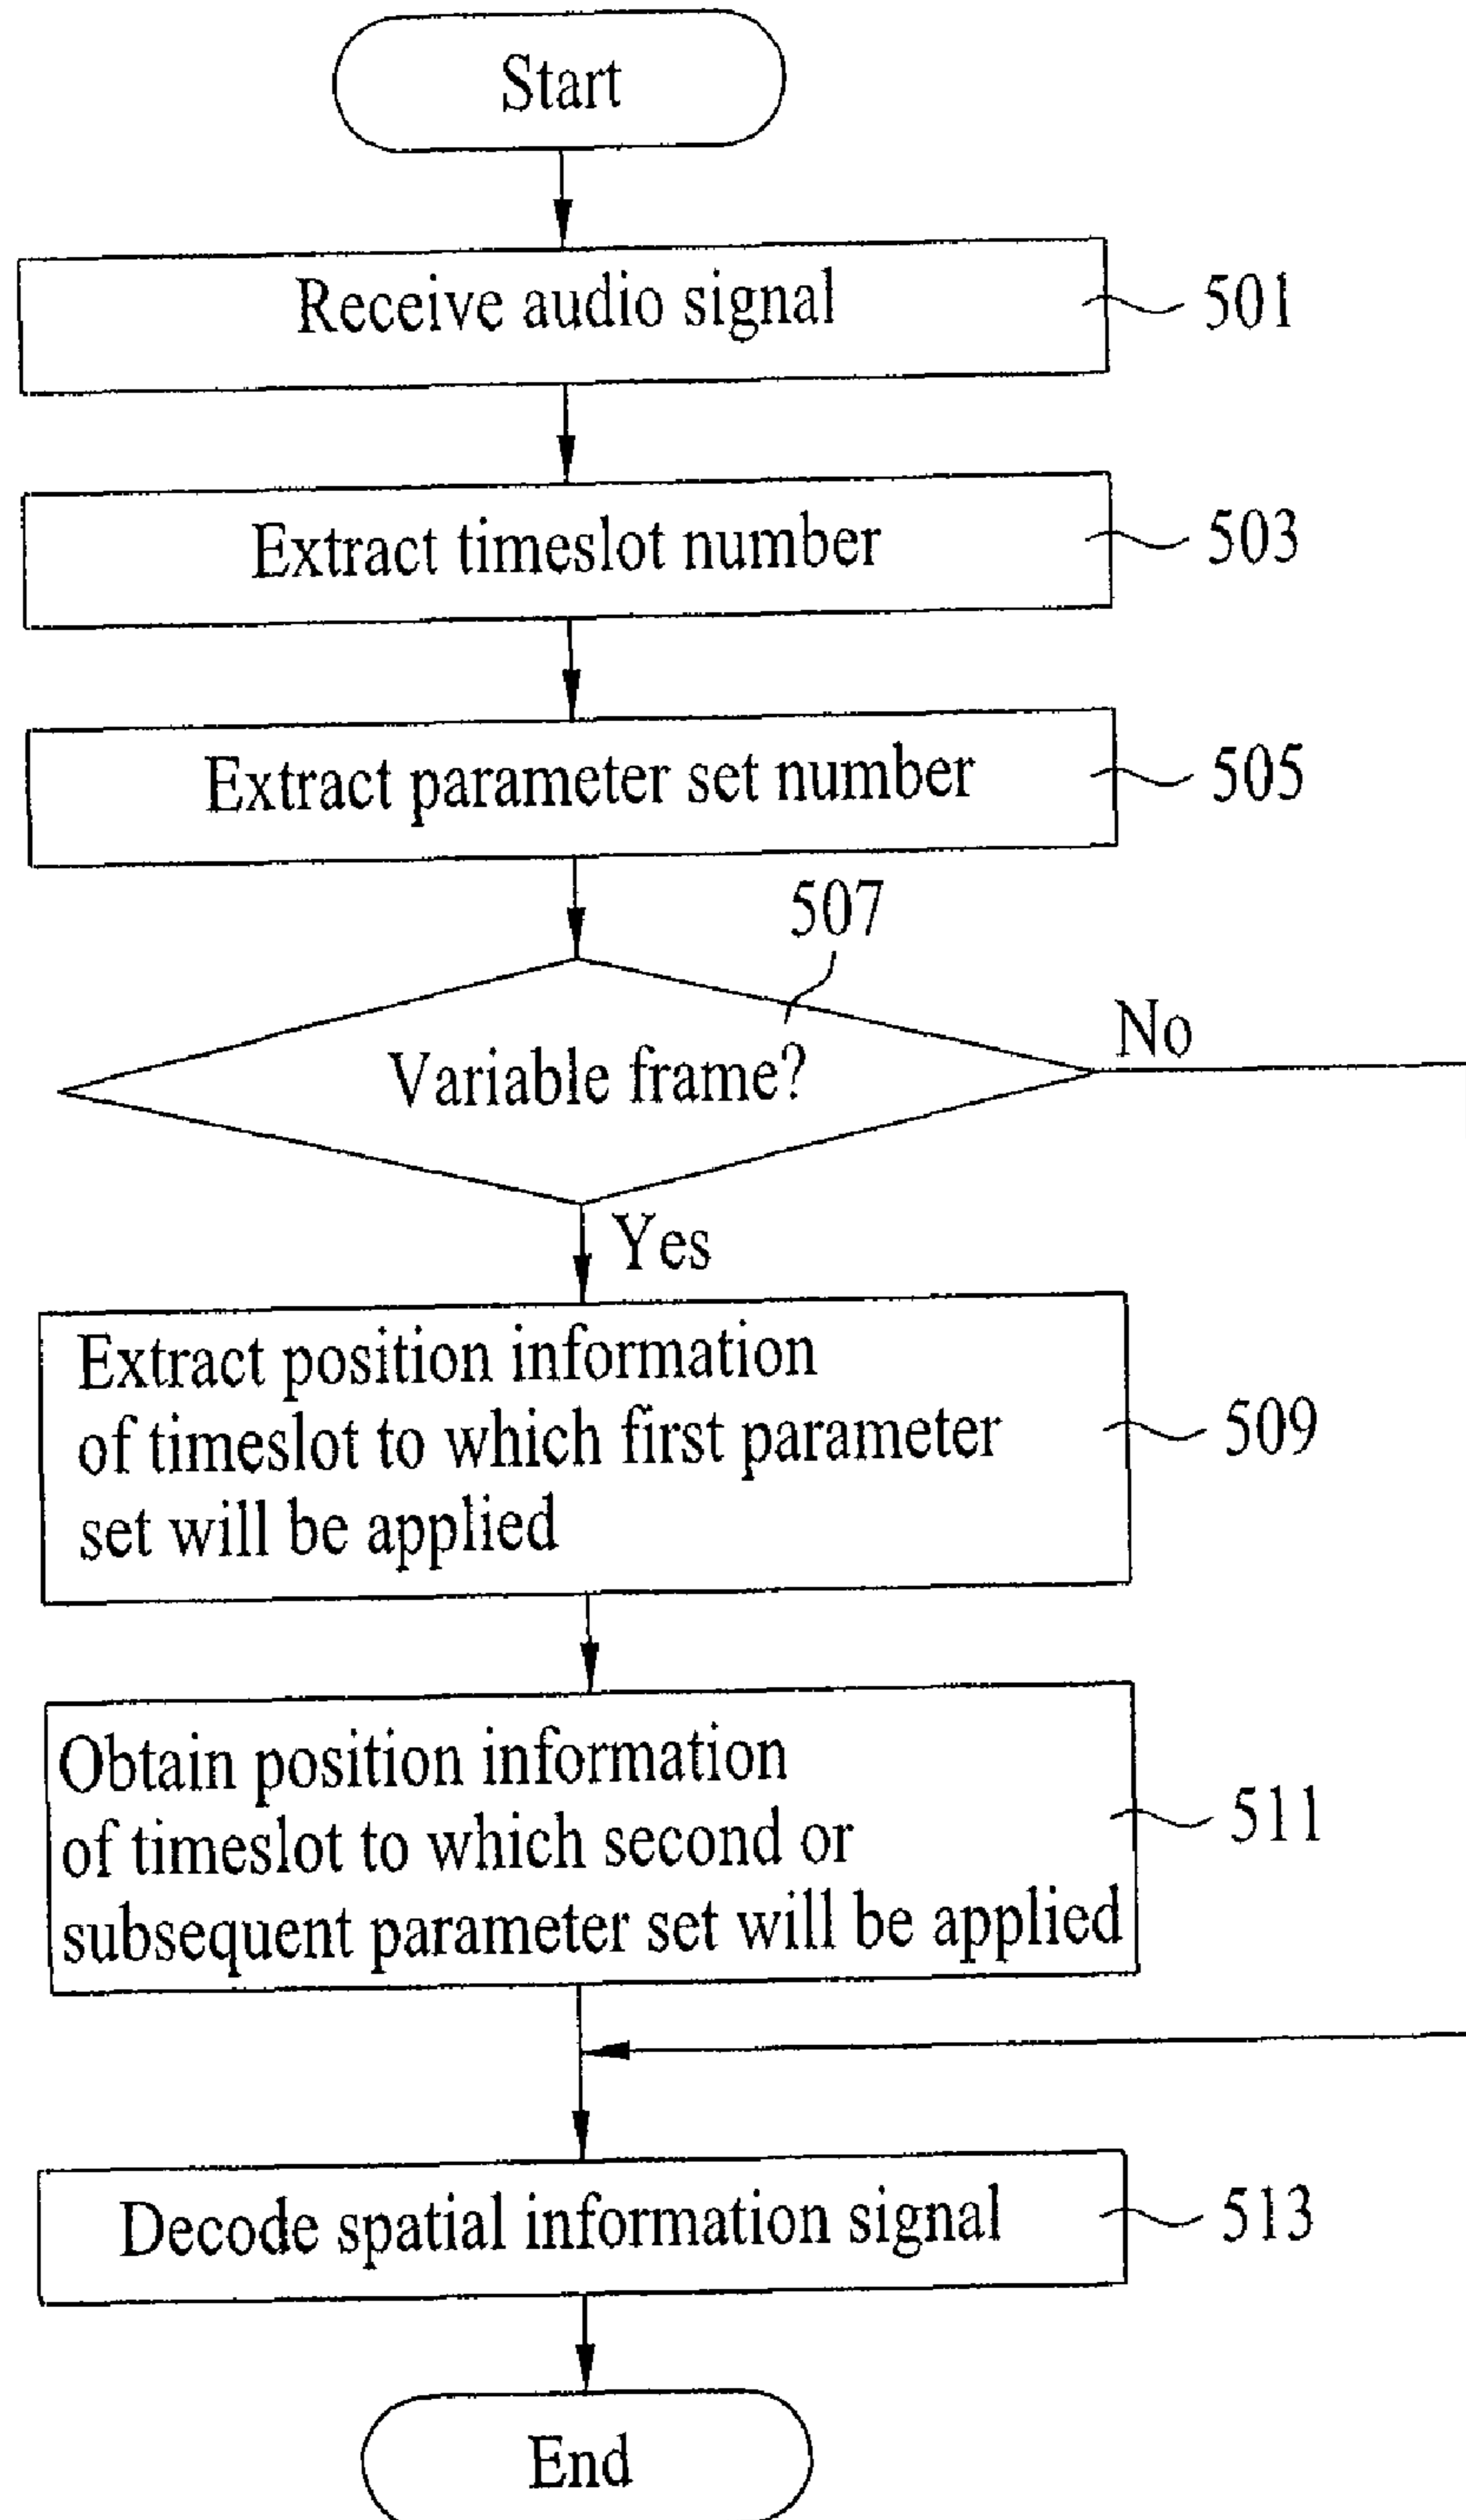 Start
Receive audio signal
501
Extract timeslot number
503
Extract parameter set number
505
507
Variable frame?
No
Yes
Extract position information
of timeslot to which first parameter
set will be applied
509
Obtain position information
of timeslot to which second or
subsequent parameter set will be applied
511
Decode spatial information signal
513
End